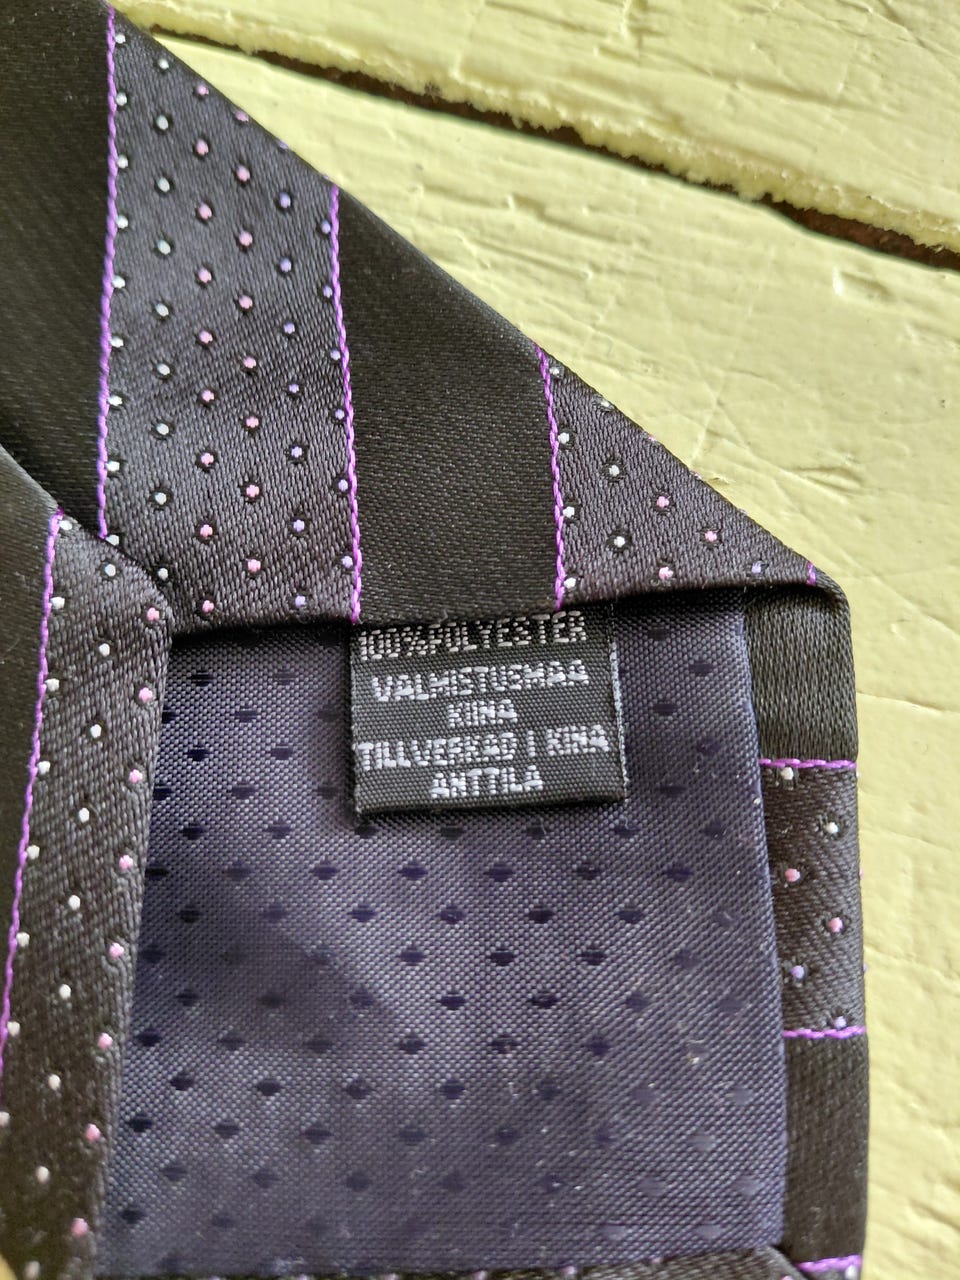 100%POLYESTER
VALMISTUSMAA
KIINA
TILLVERKAD I KINA
ANTTILA